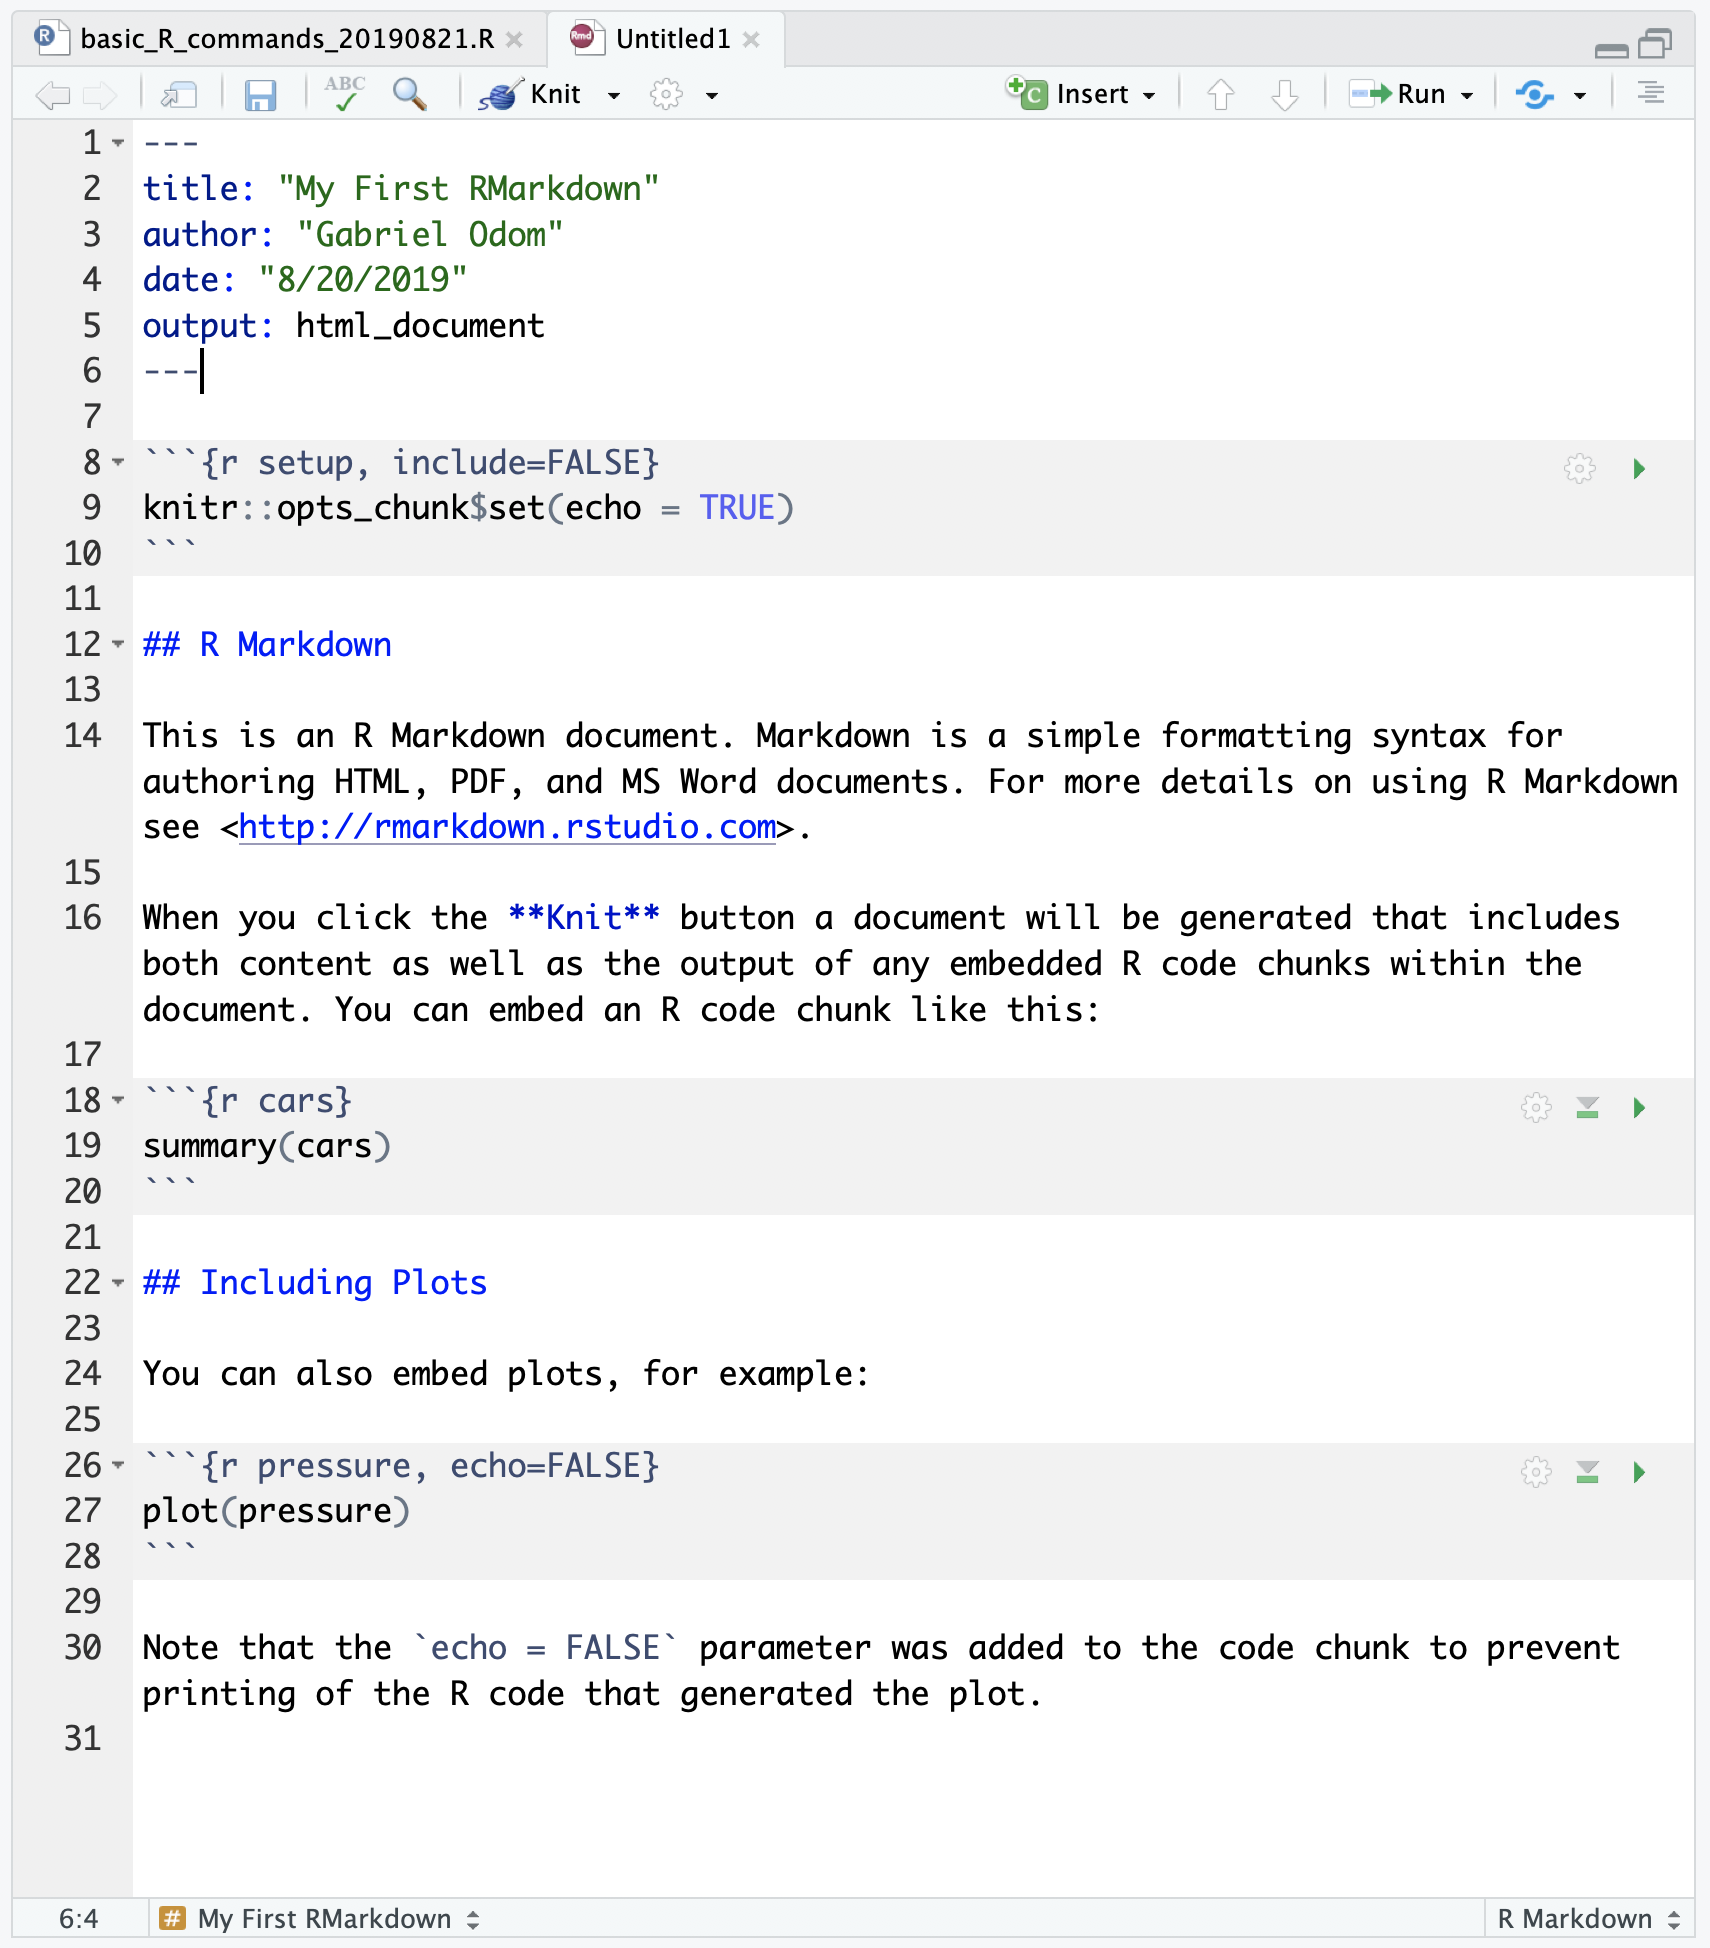 basic_R_commands_20190821.R Untitled1
ABC Knit Insert Run
1 ---
2 title: "My First RMarkdown"
3 author: "Gabriel Odom"
4 date: "8/20/2019"
5 output: html_document
6 ---
7
8 ```{r setup, include=FALSE}
9 knitr::opts_chunk$set(echo = TRUE)
10 ```
11
12 ## R Markdown
13
14 This is an R Markdown document. Markdown is a simple formatting syntax for
authoring HTML, PDF, and MS Word documents. For more details on using R Markdown
see <http://rmarkdown.rstudio.com>.
15
16 When you click the **Knit** button a document will be generated that includes
both content as well as the output of any embedded R code chunks within the
document. You can embed an R code chunk like this:
17
18 ```{r cars}
19 summary(cars)
20 ```
21
22 ## Including Plots
23
24 You can also embed plots, for example:
25
26 ```{r pressure, echo=FALSE}
27 plot(pressure)
28 ```
29
30 Note that the `echo = FALSE` parameter was added to the code chunk to prevent
printing of the R code that generated the plot.
31
6:4 # My First RMarkdown R Markdown